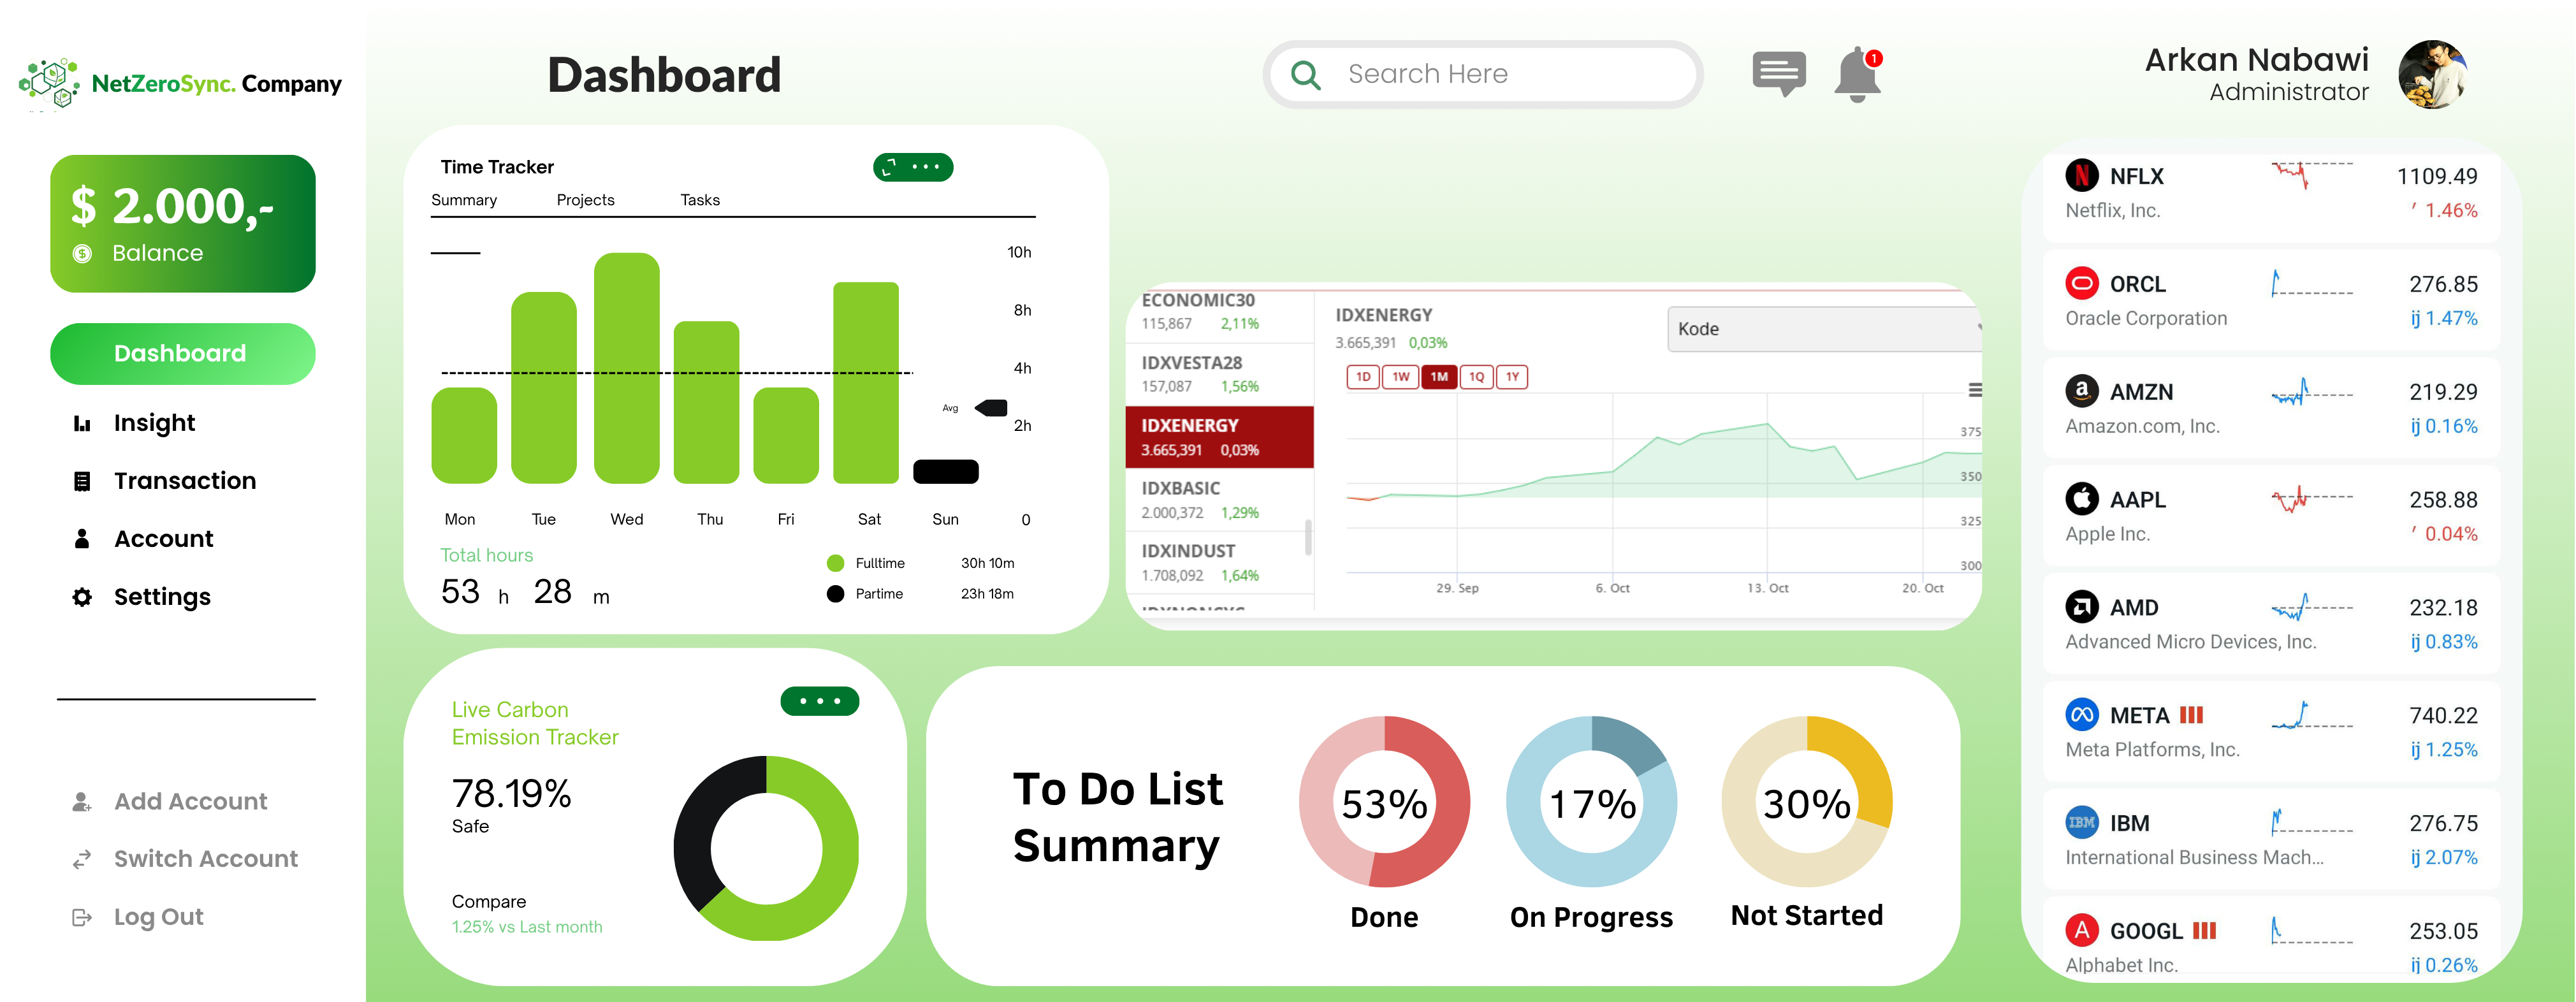 NetZeroSync. Company
$ 2.000,-
Balance
Dashboard
Insight
Transaction
Account
Settings
Add Account
Switch Account
Log Out
Dashboard
Search Here
1
Arkan Nabawi
Administrator
Time Tracker
Summary Projects Tasks
10h
8h
4h
Avg
2h
0
Mon Tue Wed Thu Fri Sat Sun
Total hours
53 h 28 m
Fulltime 30h 10m
Partime 23h 18m
ECONOMIC30
115,867 2,11%
IDXVESTA28
157,087 1,56%
IDXENERGY
3.665,391 0,03%
IDXBASIC
2.000,372 1,29%
IDXINDUST
1.708,092 1,64%
IDXENERGY
3.665,391 0,03%
Kode
1D 1W 1M 1Q 1Y
375
350
325
300
29. Sep 6. Oct 13. Oct 20. Oct
Live Carbon
Emission Tracker
78.19%
Safe
Compare
1.25% vs Last month
To Do List
Summary
53%
Done
17%
On Progress
30%
Not Started
NFLX 1109.49
Netflix, Inc. 1.46%
ORCL 276.85
Oracle Corporation ij 1.47%
a AMZN 219.29
Amazon.com, Inc. ij 0.16%
AAPL 258.88
Apple Inc. 0.04%
AMD 232.18
Advanced Micro Devices, Inc. ij 0.83%
META 740.22
Meta Platforms, Inc. ij 1.25%
IBM IBM 276.75
International Business Mach... ij 2.07%
A GOOGL 253.05
Alphabet Inc. ij 0.26%